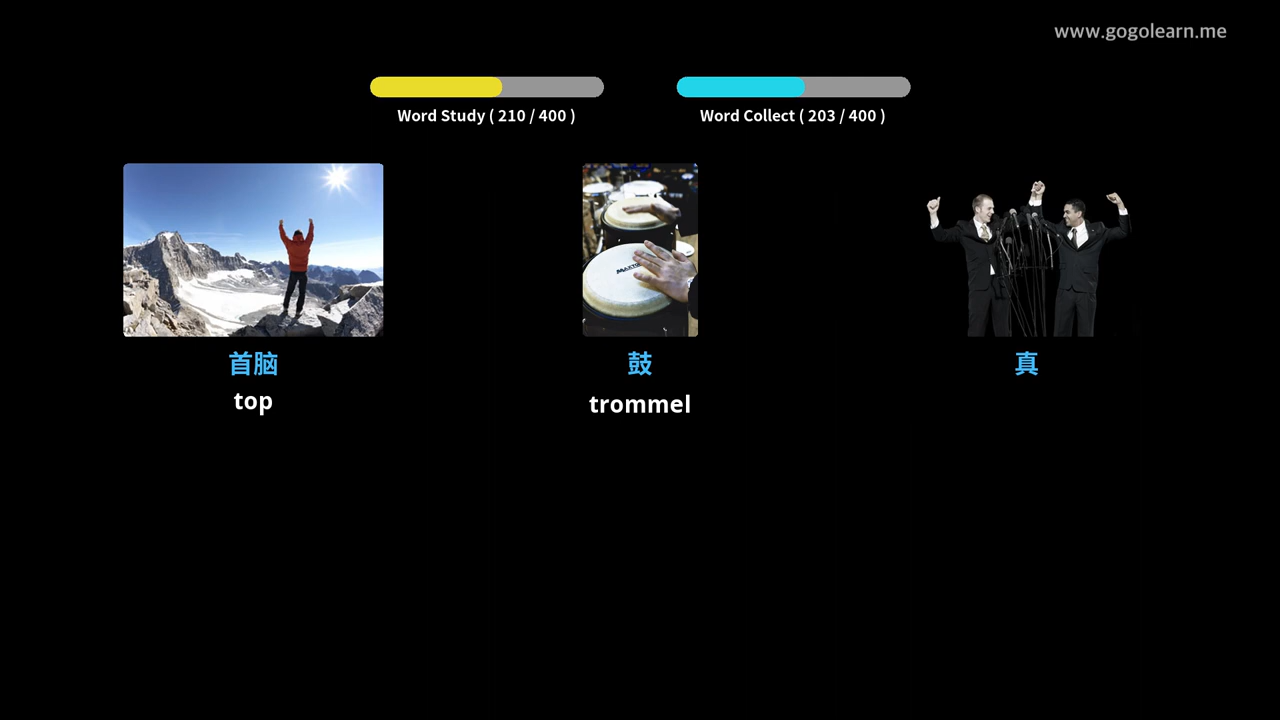 www.gogolearn.me
Word Study ( 210 / 400 )
Word Collect ( 203 / 400 )
首脑
top
鼓
trommel
真